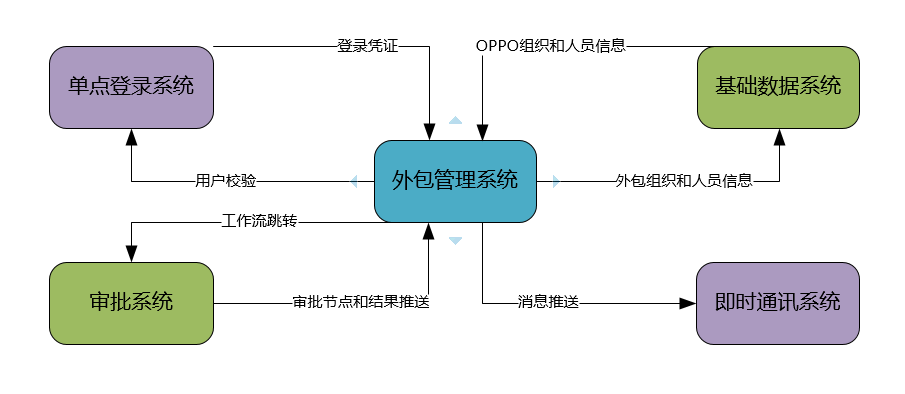 登录凭证
OPPO组织和人员信息
单点登录系统
基础数据系统
用户校验
外包管理系统
外包组织和人员信息
工作流跳转
审批系统
审批节点和结果推送
消息推送
即时通讯系统